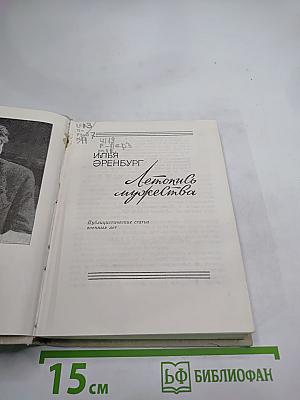 ИЛЬЯ
ЭРЕНБУРГ
Летопись
мужества
Публицистические статьи
военных лет
15 см
БФ БИБЛИОФАН